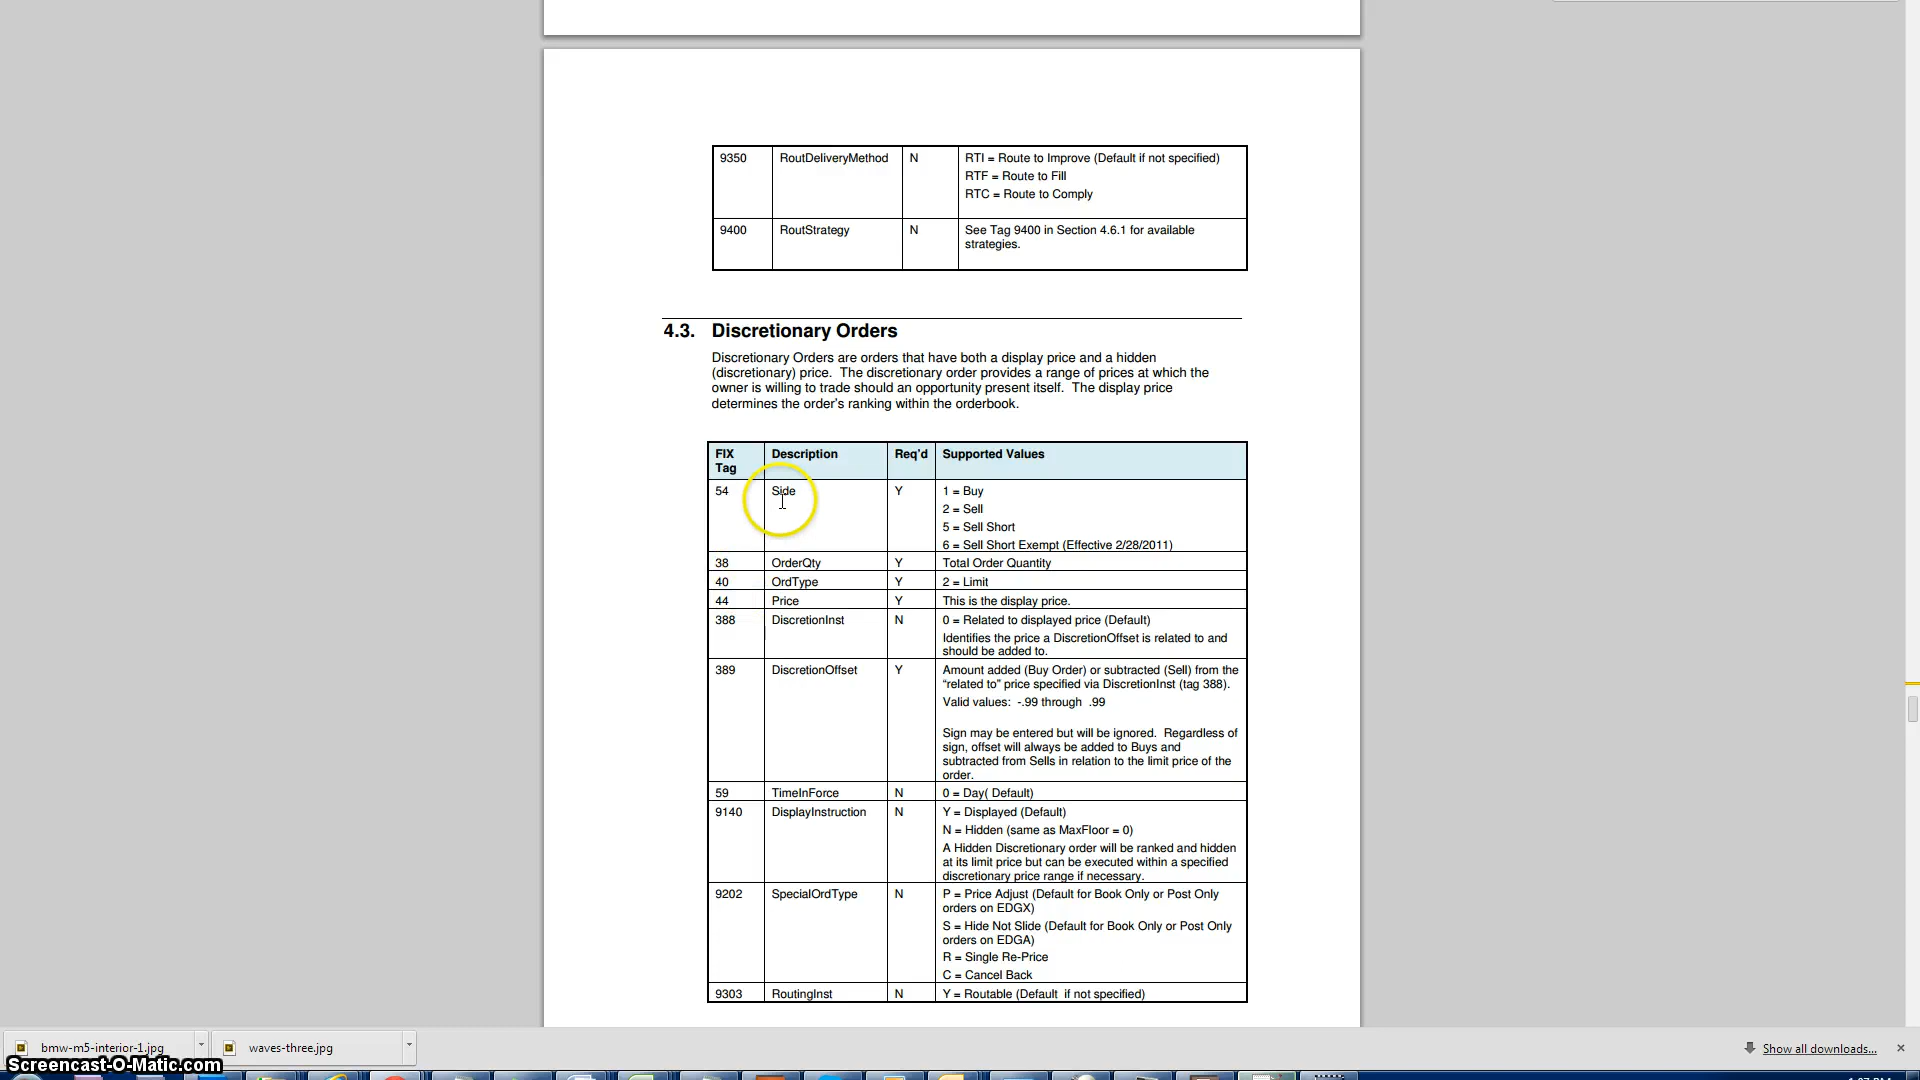 9350 RoutDeliveryMethod N RTI = Route to Improve (Default if not specified)
RTF = Route to Fill
RTC = Route to Comply
9400 RoutStrategy N See Tag 9400 in Section 4.6.1 for available
strategies.
4.3. Discretionary Orders
Discretionary Orders are orders that have both a display price and a hidden
(discretionary) price. The discretionary order provides a range of prices at which the
owner is willing to trade should an opportunity present itself. The display price
determines the order's ranking within the orderbook.
FIX Description Req'd Supported Values
Tag
54 Side Y 1 = Buy
2 = Sell
5 = Sell Short
6 = Sell Short Exempt (Effective 2/28/2011)
38 OrderQty Y Total Order Quantity
40 OrdType Y 2 = Limit
44 Price Y This is the display price.
388 DiscretionInst N 0 = Related to displayed price (Default)
Identifies the price a DiscretionOffset is related to and
should be added to.
389 DiscretionOffset Y Amount added (Buy Order) or subtracted (Sell) from the
“related to” price specified via DiscretionInst (tag 388).
Valid values: -.99 through .99
Sign may be entered but will be ignored. Regardless of
sign, offset will always be added to Buys and
subtracted from Sells in relation to the limit price of the
order.
59 TimeInForce N 0 = Day( Default)
9140 DisplayInstruction N Y = Displayed (Default)
N = Hidden (same as MaxFloor = 0)
A Hidden Discretionary order will be ranked and hidden
at its limit price but can be executed within a specified
discretionary price range if necessary.
9202 SpecialOrdType N P = Price Adjust (Default for Book Only or Post Only
orders on EDGX)
S = Hide Not Slide (Default for Book Only or Post Only
orders on EDGA)
R = Single Re-Price
C = Cancel Back
9303 RoutingInst N Y = Routable (Default if not specified)
bmw-m5-interior-1.jpg waves-three.jpg Show all downloads...
Screencast-O-Matic.com